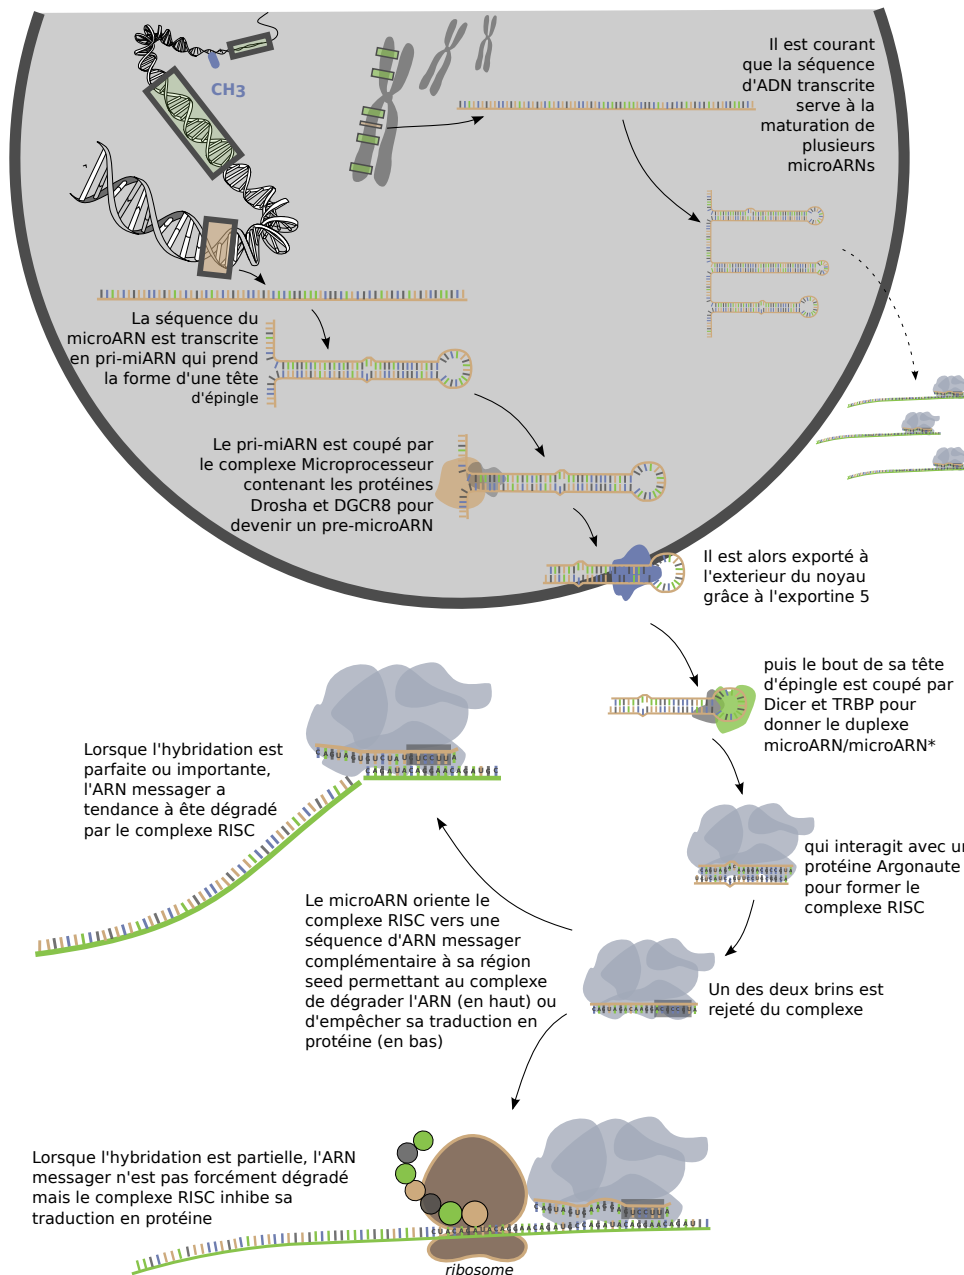 CH3
Il est courant
que la séquence
d'ADN transcrite
serve à la
maturation de
plusieurs
microARNs
La séquence du
microARN est transcrite
en pri-miARN qui prend
la forme d'une tête
d'épingle
Le pri-miARN est coupé par
le complexe Microprocesseur
contenant les protéines
Drosha et DGCR8 pour
devenir un pre-microARN
Il est alors exporté à
l'exterieur du noyau
grâce à l'exportine 5
puis le bout de sa tête
d'épingle est coupé par
Dicer et TRBP pour
donner le duplexe
microARN/microARN*
qui interagit avec un
protéine Argonaute
pour former le
complexe RISC
Un des deux brins est
rejeté du complexe
Lorsque l'hybridation est
parfaite ou importante,
l'ARN messager a
tendance à ête dégradé
par le complexe RISC
Le microARN oriente le
complexe RISC vers une
séquence d'ARN messager
complémentaire à sa région
seed permettant au complexe
de dégrader l'ARN (en haut) ou
d'empêcher sa traduction en
protéine (en bas)
Lorsque l'hybridation est partielle, l'ARN
messager n'est pas forcément dégradé
mais le complexe RISC inhibe sa
traduction en protéine
ribosome